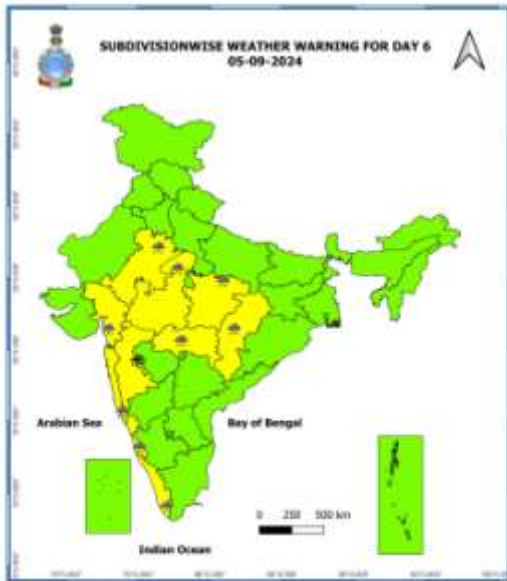 SUBDIVISIONWISE WEATHER WARNING FOR DAY 6
05-09-2024
Arabian Sea
Bay of Bengal
0 250 500 km
Indian Ocean